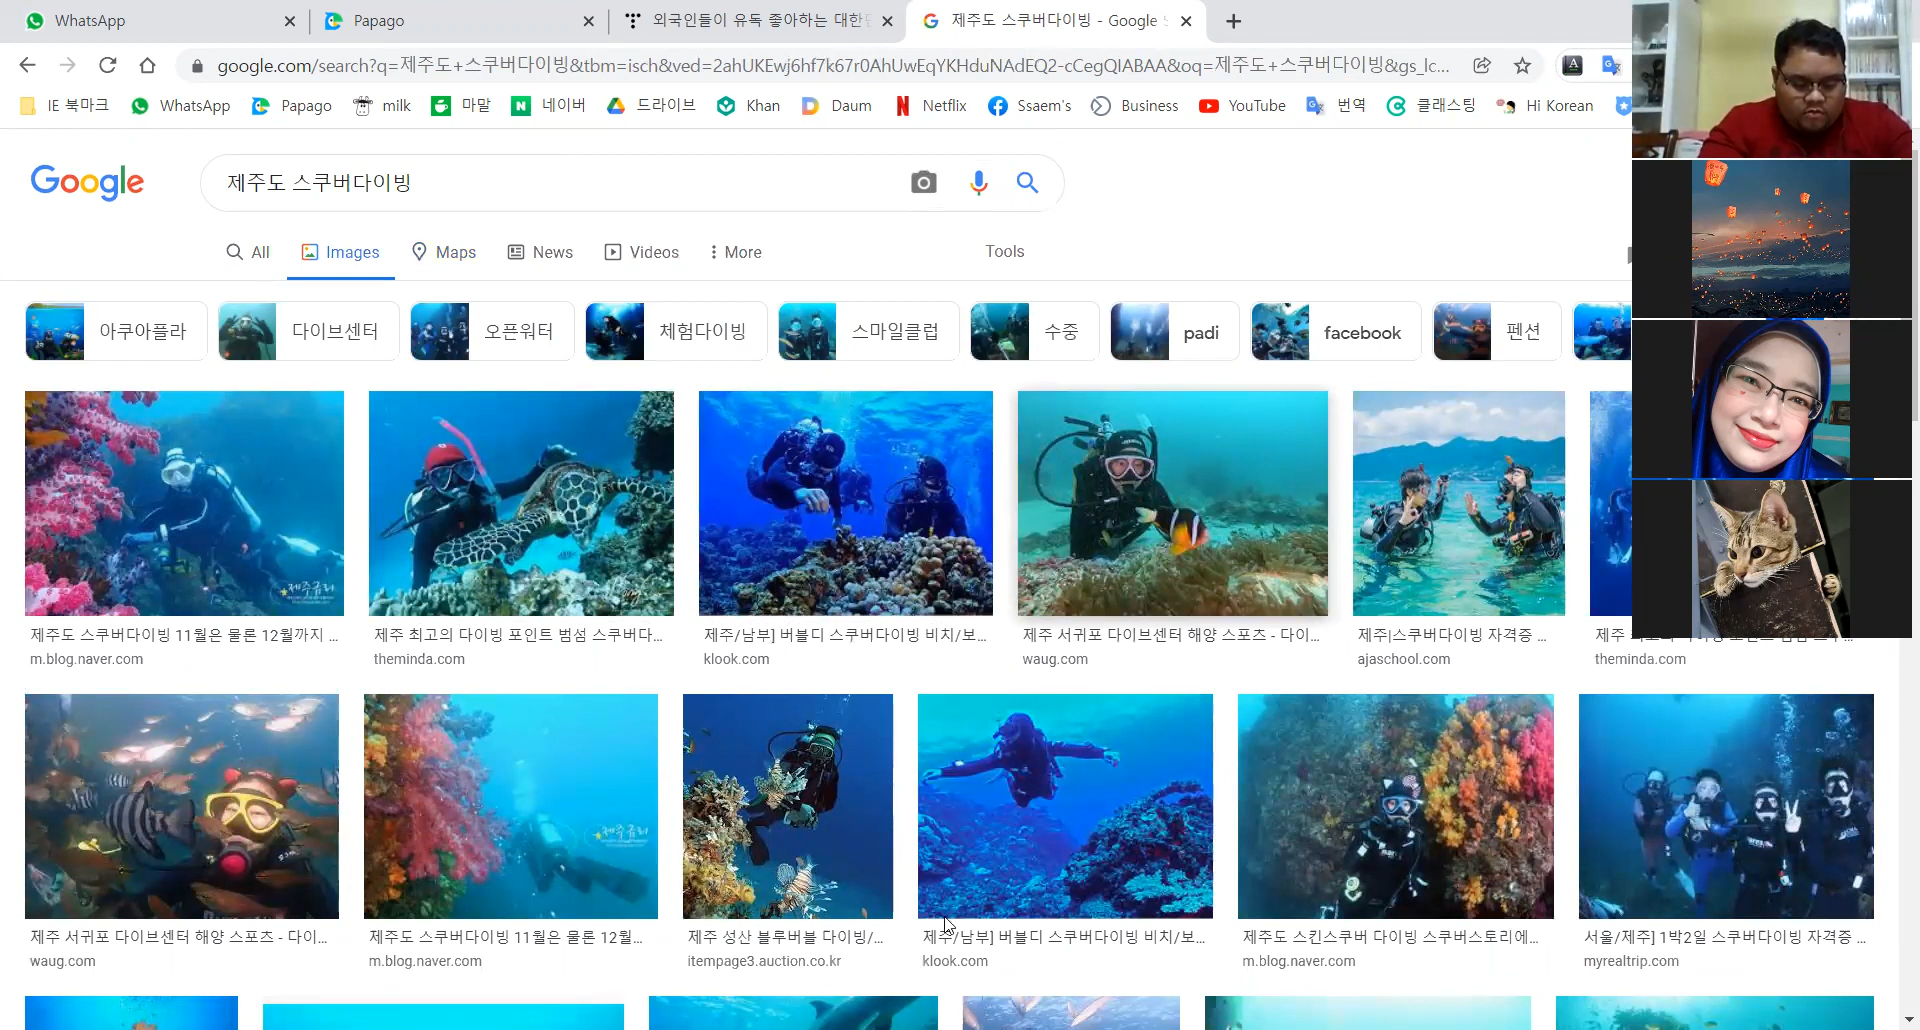 WhatsApp
Papago
외국인들이 유독 좋아하는 대한
제주도 스쿠버다이빙 - Google
google.com/search?q=제주도+스쿠버다이빙&tbm=isch&ved=2ahUKEwj6hf7k67r0AhUwEqYKHduNAdEQ2-cCegQIABAA&oq=제주도+스쿠버다이빙&gs_lc...
IE 북마크
WhatsApp
Papago
milk
마말
네이버
드라이브
Khan
Daum
Netflix
Ssaem's
Business
YouTube
번역
클래스팅
Hi Korean
Google
제주도 스쿠버다이빙
All
Images
Maps
News
Videos
More
Tools
아쿠아플라
다이브센터
오픈워터
체험다이빙
스마일클럽
수중
padi
facebook
펜션
제주도 스쿠버다이빙 11월은 물론 12월까지 ...
m.blog.naver.com
제주 최고의 다이빙 포인트 범섬 스쿠버다...
theminda.com
제주/남부] 버블디 스쿠버다이빙 비치/보...
klook.com
제주 서귀포 다이브센터 해양 스포츠 - 다이...
waug.com
제주|스쿠버다이빙 자격증 ...
ajaschool.com
제주
theminda.com
제주 서귀포 다이브센터 해양 스포츠 - 다이...
waug.com
제주도 스쿠버다이빙 11월은 물론 12월...
m.blog.naver.com
제주 성산 블루버블 다이빙/...
itempage3.auction.co.kr
제주/남부] 버블디 스쿠버다이빙 비치/보...
klook.com
제주도 스킨스쿠버 다이빙 스쿠버스토리에...
m.blog.naver.com
서울/제주] 1박2일 스쿠버다이빙 자격증 ...
myrealtrip.com